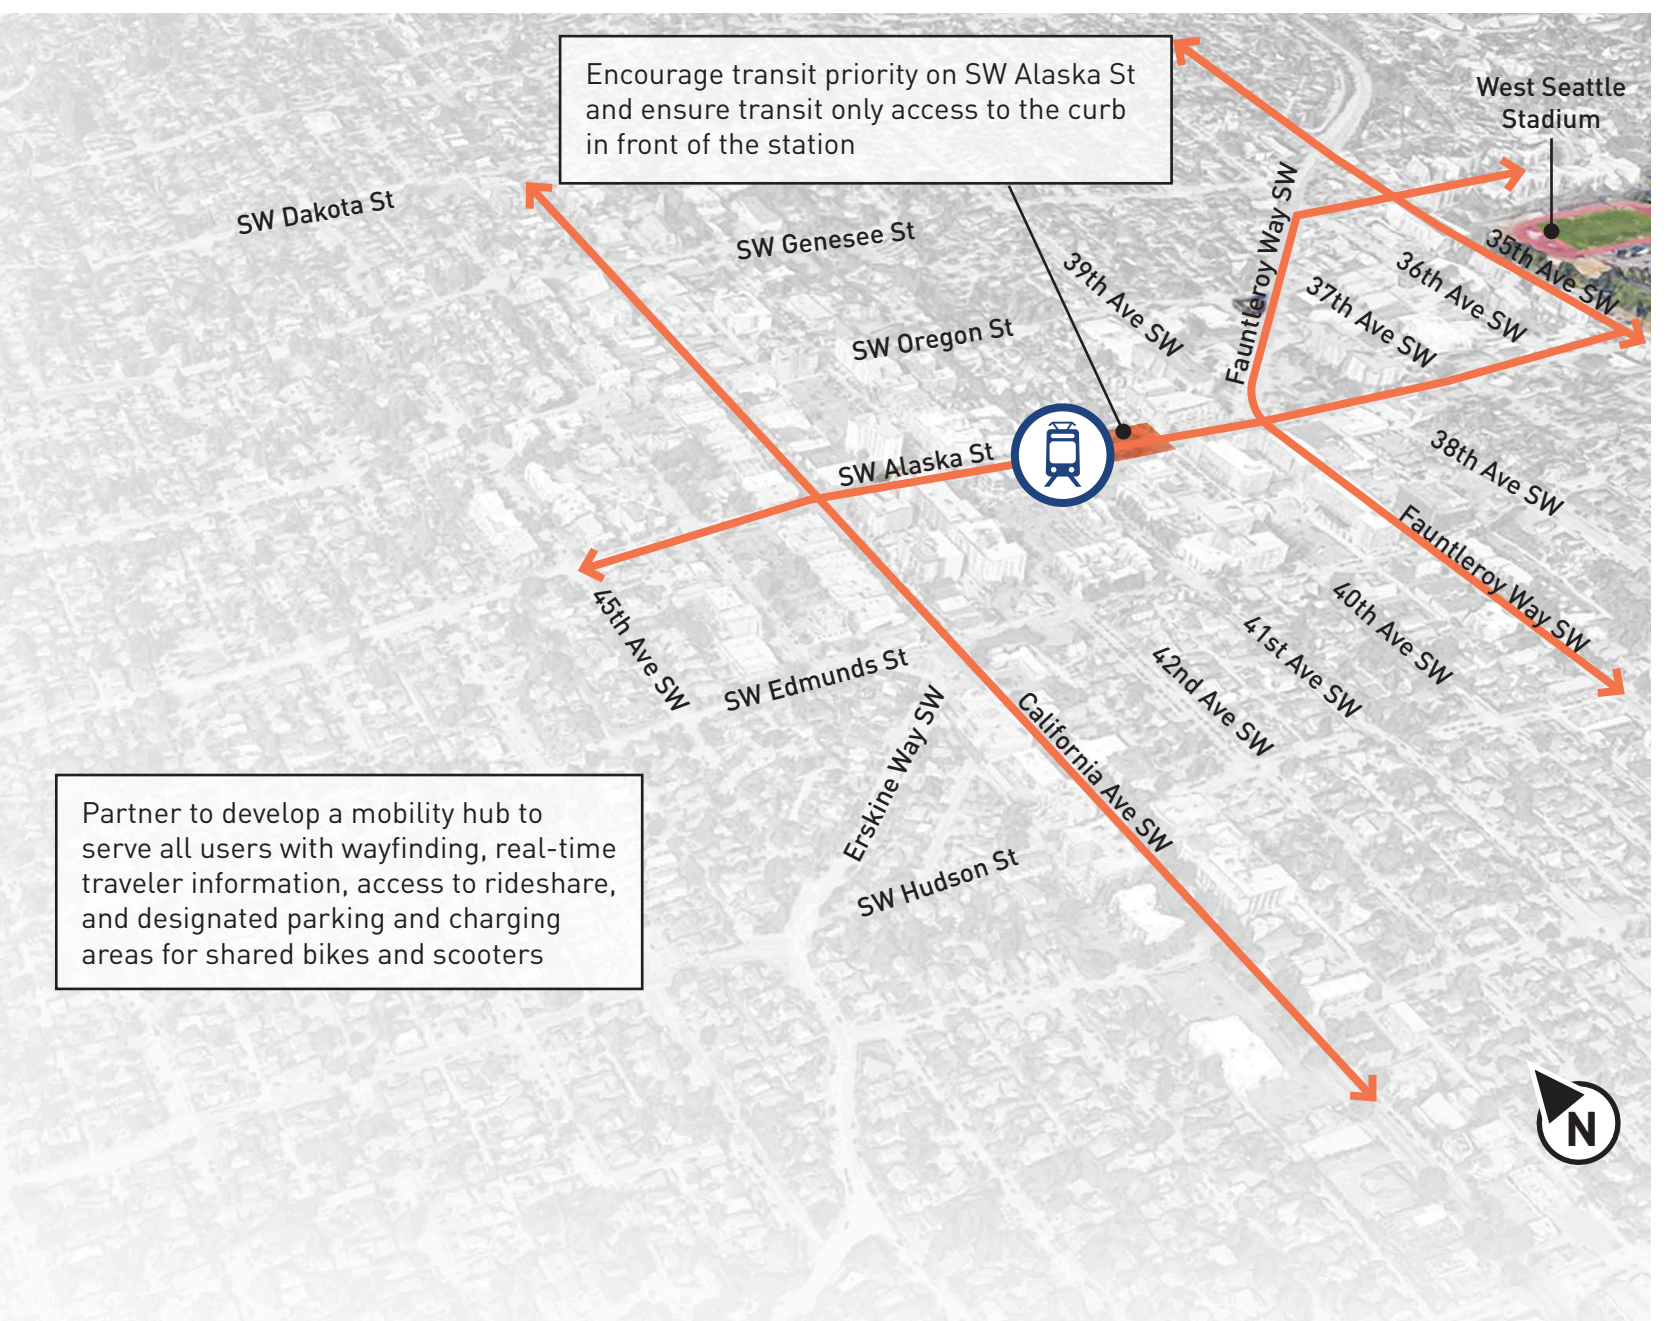 Encourage transit priority on SW Alaska St
and ensure transit only access to the curb
in front of the station
West Seattle
Stadium
SW Dakota St
SW Genesee St
SW Oregon St
39th Ave SW
Fauntleroy Way SW
35th Ave SW
36th Ave SW
37th Ave SW
SW Alaska St
38th Ave SW
Fauntleroy Way SW
40th Ave SW
41st Ave SW
42nd Ave SW
45th Ave SW
SW Edmunds St
Erskine Way SW
California Ave SW
SW Hudson St
Partner to develop a mobility hub to
serve all users with wayfinding, real-time
traveler information, access to rideshare,
and designated parking and charging
areas for shared bikes and scooters
N